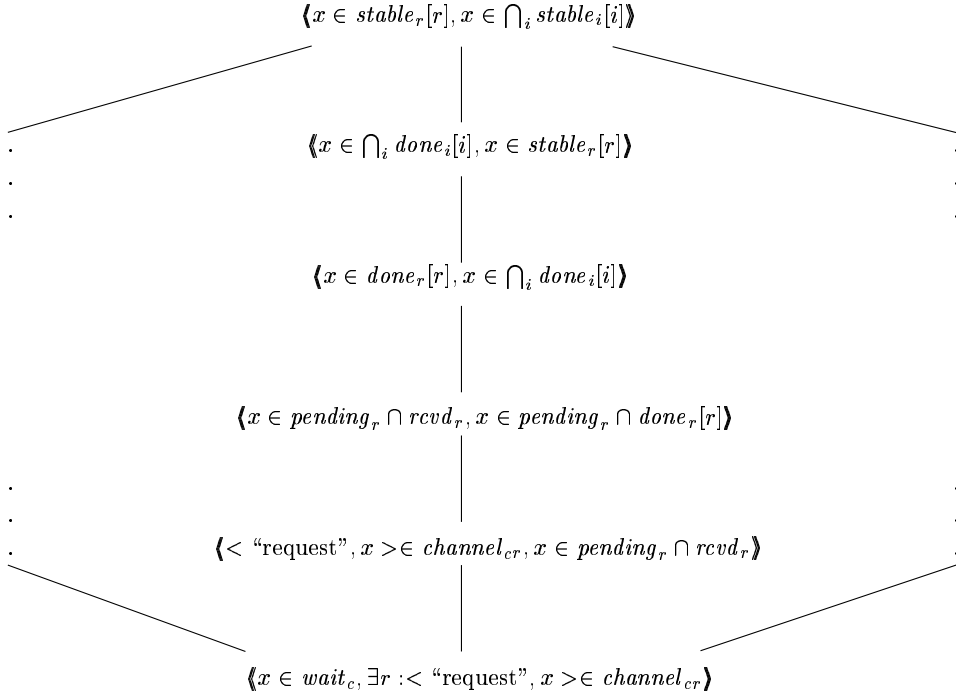 ⟪x ∈ stable_r[r], x ∈ ⋂_i stable_i[i]⟫
⟪x ∈ ⋂_i done_i[i], x ∈ stable_r[r]⟫
⟪x ∈ done_r[r], x ∈ ⋂_i done_i[i]⟫
⟪x ∈ pending_r ∩ rcvd_r, x ∈ pending_r ∩ done_r[r]⟫
⟪< “request”, x >∈ channel_cr, x ∈ pending_r ∩ rcvd_r⟫
⟪x ∈ wait_c, ∃r :< “request”, x >∈ channel_cr⟫